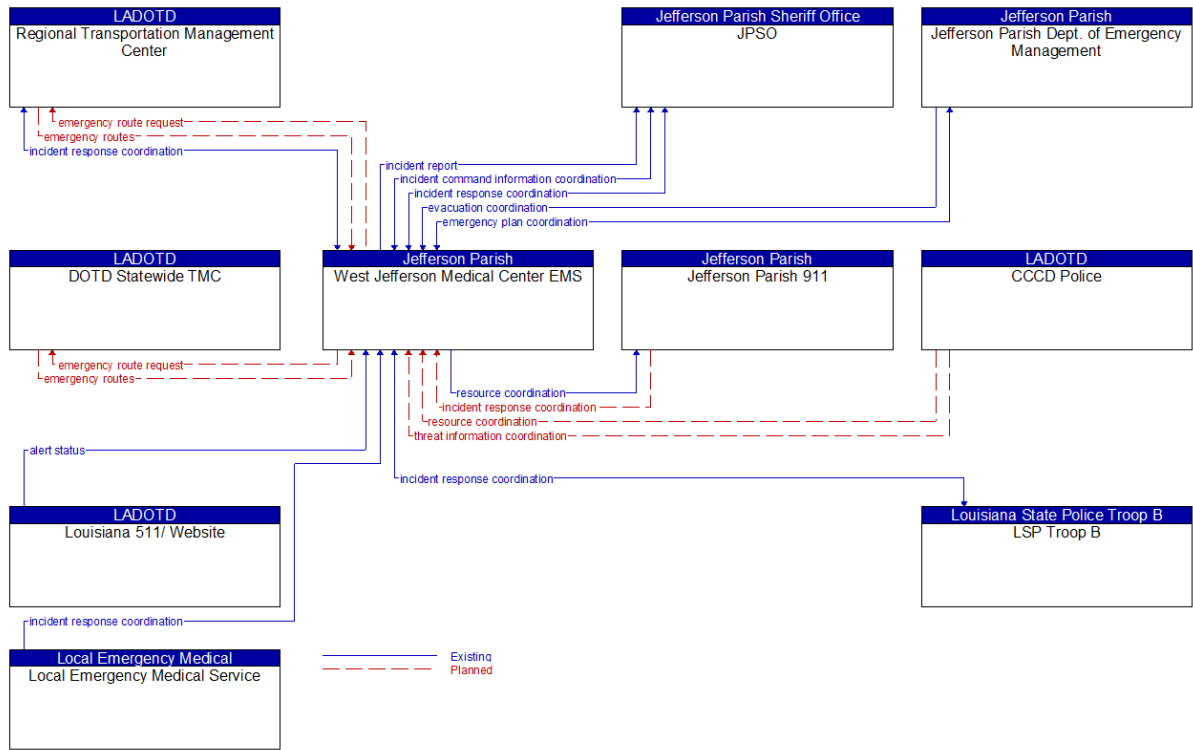 LADOTD
Regional Transportation Management
Center
Jefferson Parish Sheriff Office
JPSO
Jefferson Parish
Jefferson Parish Dept. of Emergency
Management
emergency route request
emergency routes
incident response coordination
incident report
incident command information coordination
incident response coordination
evacuation coordination
emergency plan coordination
LADOTD
DOTD Statewide TMC
Jefferson Parish
West Jefferson Medical Center EMS
Jefferson Parish
Jefferson Parish 911
LADOTD
CCCD Police
emergency route request
emergency routes
resource coordination
incident response coordination
resource coordination
threat information coordination
alert status
incident response coordination
LADOTD
Louisiana 511/ Website
Louisiana State Police Troop B
LSP Troop B
incident response coordination
Local Emergency Medical
Local Emergency Medical Service
Existing
Planned